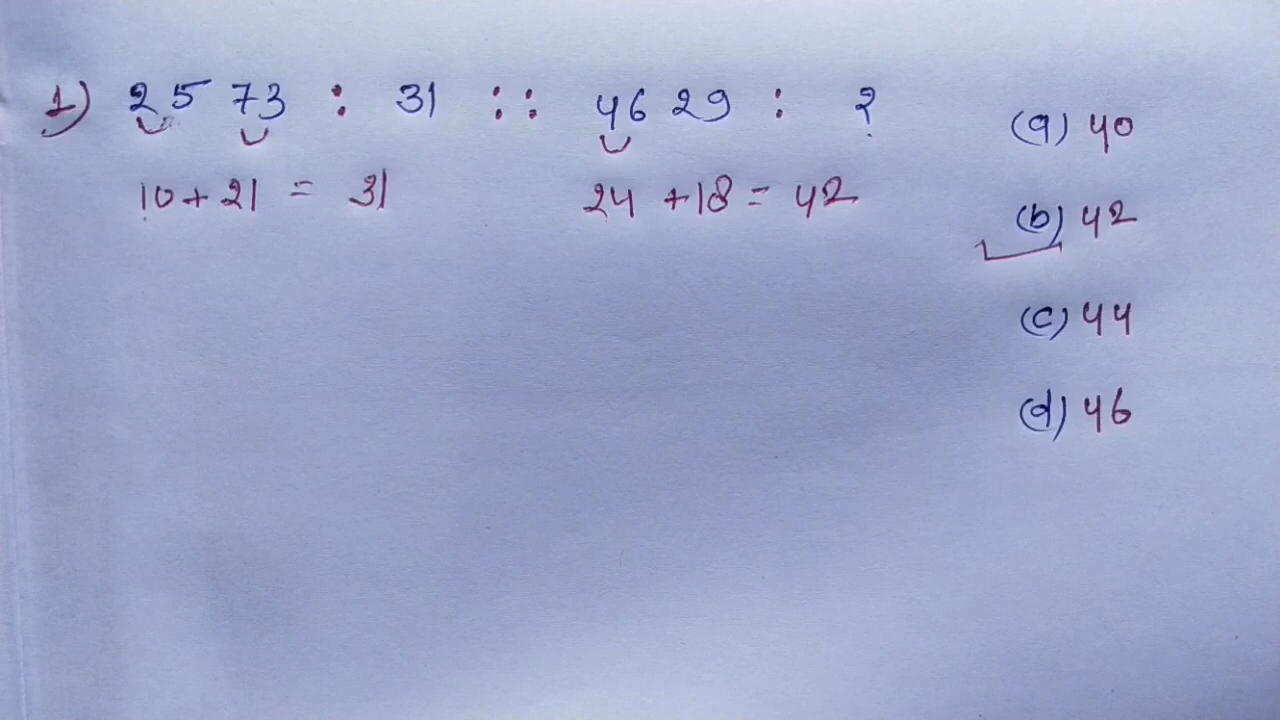 1) 25 73 : 31 :: 46 29 : ?
10 + 21 = 31 24 + 18 = 42
(a) 40
(b) 42
(c) 44
(d) 46